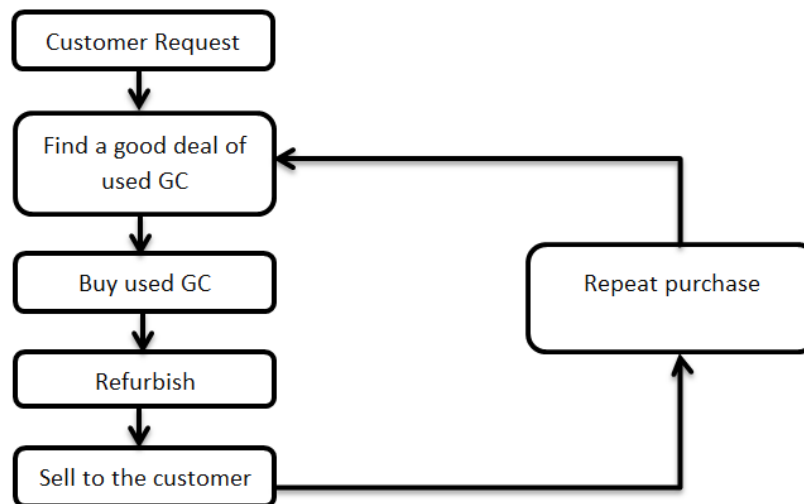 Customer Request
Find a good deal of
used GC
Buy used GC
Refurbish
Sell to the customer
Repeat purchase